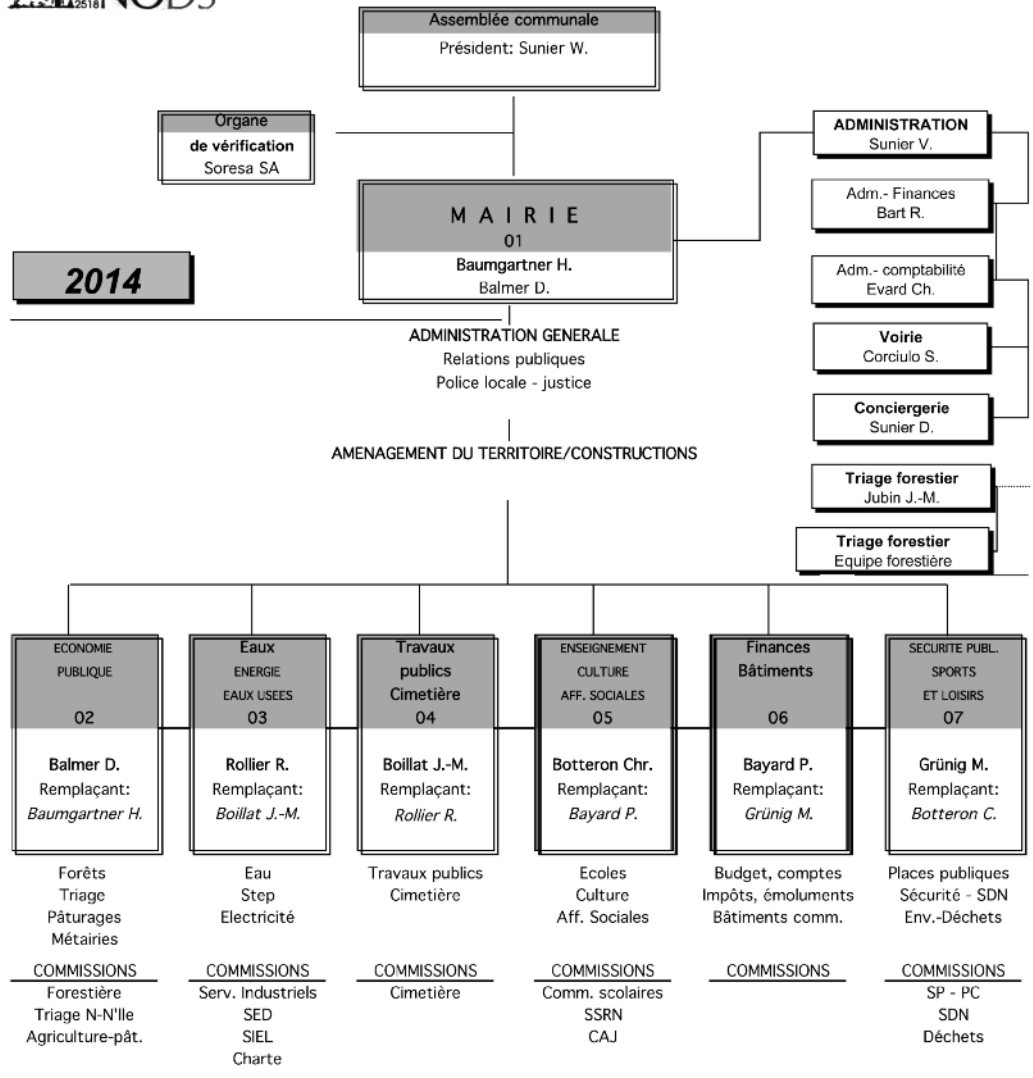 2518 NODS
Assemblée communale
Président: Sunier W.
Organe
de vérification
Soresa SA
MAIRIE
01
Baumgartner H.
Balmer D.
2014
ADMINISTRATION
Sunier V.
Adm.- Finances
Bart R.
Adm.- comptabilité
Evard Ch.
Voirie
Corciulo S.
Conciergerie
Sunier D.
Triage forestier
Jubin J.-M.
Triage forestier
Equipe forestière
ADMINISTRATION GENERALE
Relations publiques
Police locale - justice
AMENAGEMENT DU TERRITOIRE/CONSTRUCTIONS
ECONOMIE
PUBLIQUE
02
Balmer D.
Remplaçant:
Baumgartner H.
Forêts
Triage
Pâturages
Métairies
COMMISSIONS
Forestière
Triage N-N'lle
Agriculture-pât.
Eaux
ENERGIE
EAUX USEES
03
Rollier R.
Remplaçant:
Boillat J.-M.
Eau
Step
Electricité
COMMISSIONS
Serv. Industriels
SED
SIEL
Charte
Travaux
publics
Cimetière
04
Boillat J.-M.
Remplaçant:
Rollier R.
Travaux publics
Cimetière
COMMISSIONS
Cimetière
ENSEIGNEMENT
CULTURE
AFF. SOCIALES
05
Botteron Chr.
Remplaçant:
Bayard P.
Ecoles
Culture
Aff. Sociales
COMMISSIONS
Comm. scolaires
SSRN
CAJ
Finances
Bâtiments
06
Bayard P.
Remplaçant:
Grünig M.
Budget, comptes
Impôts, émoluments
Bâtiments comm.
COMMISSIONS
SECURITE PUBL.
SPORTS
ET LOISIRS
07
Grünig M.
Remplaçant:
Botteron C.
Places publiques
Sécurité - SDN
Env.-Déchets
COMMISSIONS
SP - PC
SDN
Déchets